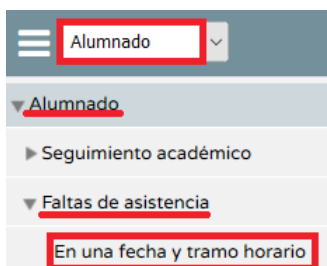 Alumnado
Alumnado
Seguimiento académico
Faltas de asistencia
En una fecha y tramo horario